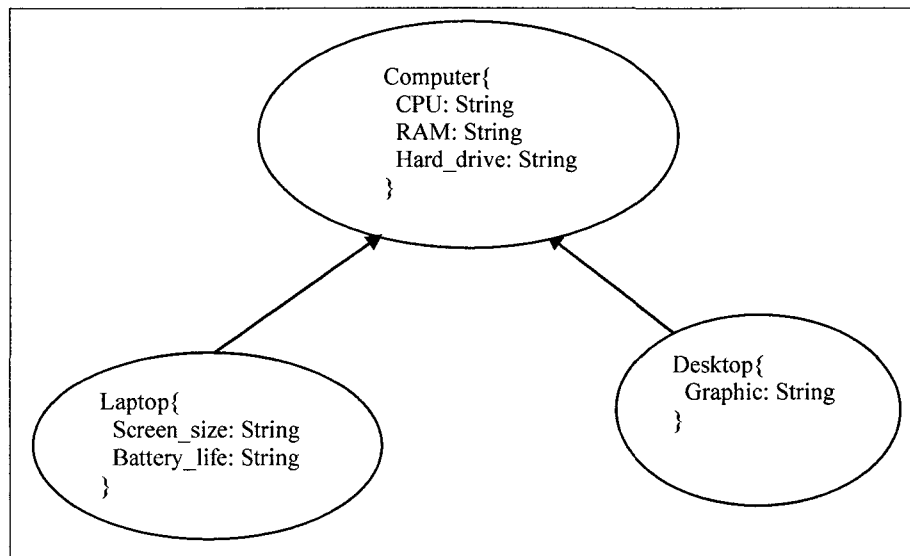 Computer{
CPU: String
RAM: String
Hard_drive: String
}
Laptop{
Screen_size: String
Battery_life: String
}
Desktop{
Graphic: String
}